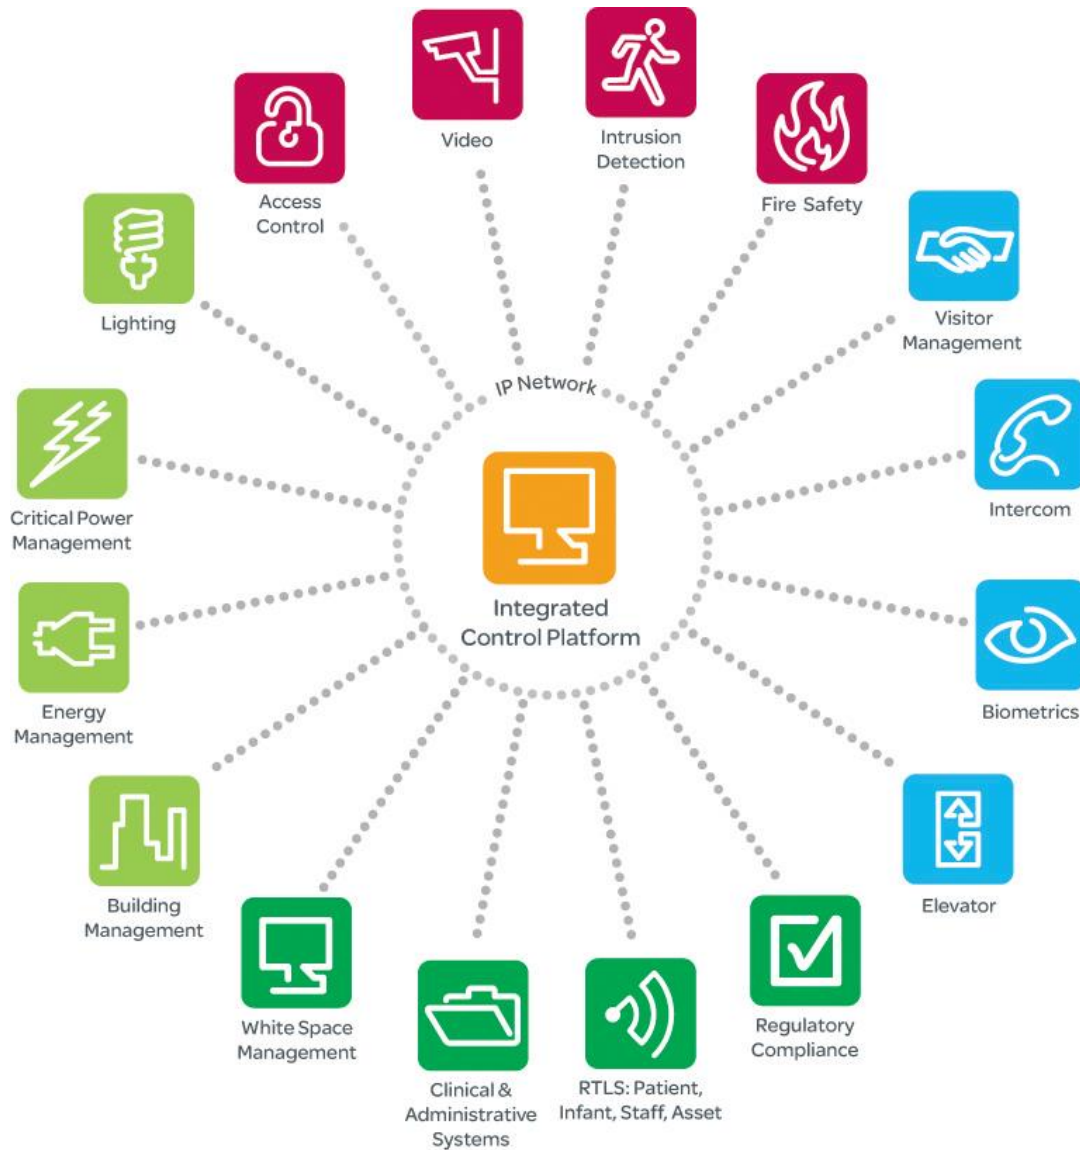 Video
Intrusion
Detection
Access
Control
Fire Safety
Lighting
Visitor
Management
IP Network
Critical Power
Management
Intercom
Integrated
Control Platform
Energy
Management
Biometrics
Building
Management
Elevator
White Space
Management
Regulatory
Compliance
Clinical &
Administrative
Systems
RTLS: Patient,
Infant, Staff, Asset